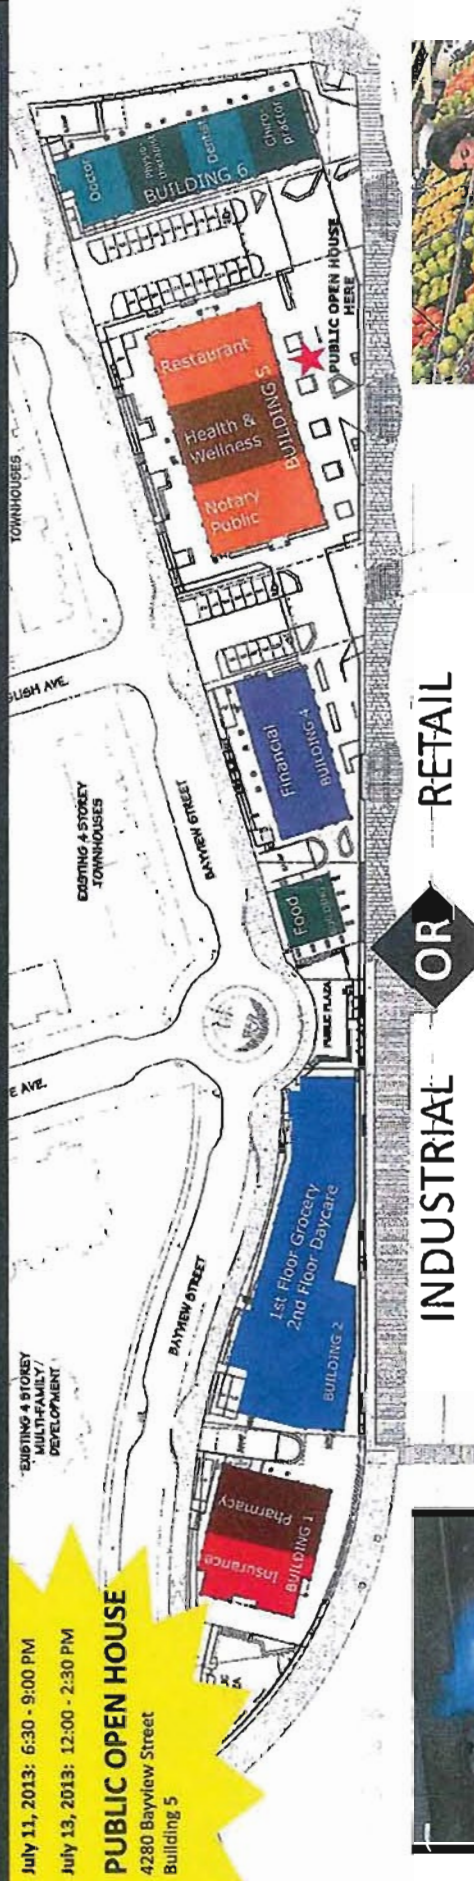 July 11, 2013: 6:30 - 9:00 PM
July 13, 2013: 12:00 - 2:30 PM
PUBLIC OPEN HOUSE
4280 Bayview Street
Building 5
EXISTING 4 STOREY
MULTI-FAMILY/
DEVELOPMENT
E AVE.
EXISTING 4 STOREY
TOWNHOUSES
GLISH AVE.
TOWNHOUSES
BAYVIEW STREET
BAYVIEW STREET
Insurance
Pharmacy
BUILDING 1
1st Floor Grocery
2nd Floor Daycare
BUILDING 2
PUBLIC PLAZA
Food
Financial
BUILDING 4
Notary
Public
Health &
Wellness
Restaurant
BUILDING 5
PUBLIC OPEN HOUSE
HERE
Doctor
Dentist
Chiro-
practor
BUILDING 6
INDUSTRIAL
OR
RETAIL